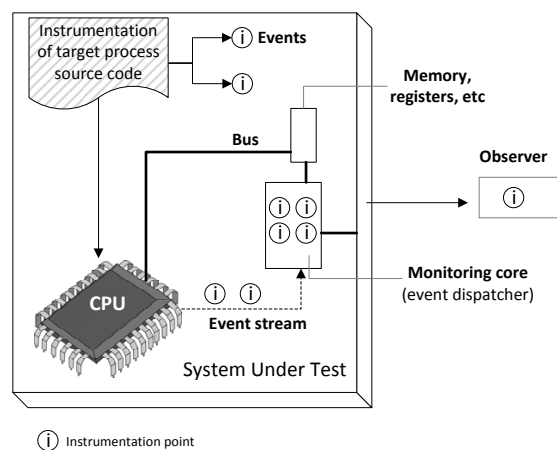 Instrumentation
of target process
source code
i Events
i
Memory,
registers, etc
Bus
Observer
i
i i
i i
Monitoring core
(event dispatcher)
CPU
i i
Event stream
System Under Test
i Instrumentation point